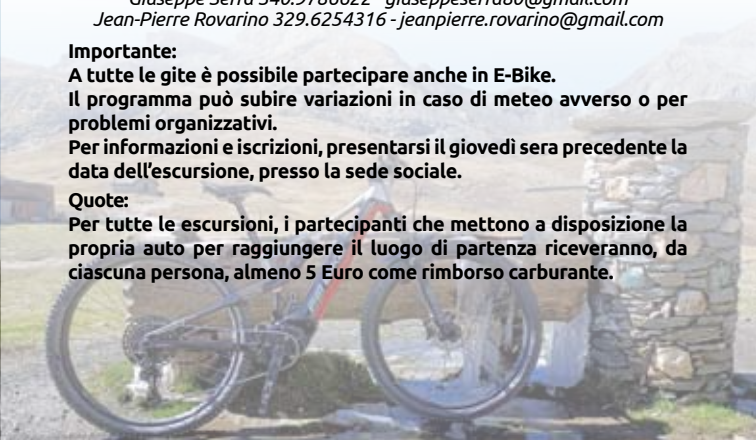 Jean-Pierre Rovarino 329.6254316 - jeanpierre.rovarino@gmail.com
Importante:
A tutte le gite è possibile partecipare anche in E-Bike.
Il programma può subire variazioni in caso di meteo avverso o per
problemi organizzativi.
Per informazioni e iscrizioni, presentarsi il giovedì sera precedente la
data dell'escursione, presso la sede sociale.
Quote:
Per tutte le escursioni, i partecipanti che mettono a disposizione la
propria auto per raggiungere il luogo di partenza riceveranno, da
ciascuna persona, almeno 5 Euro come rimborso carburante.